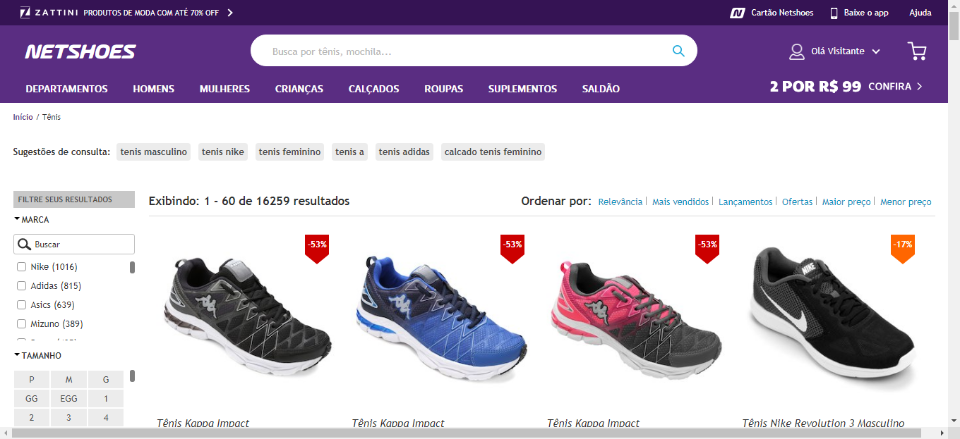 ZATTINI PRODUTOS DE MODA COM ATÉ 70% OFF
Cartão Netshoes Baixe o app Ajuda
NETSHOES
Busca por tênis, mochila...
Olá Visitante
DEPARTAMENTOS HOMENS MULHERES CRIANÇAS CALÇADOS ROUPAS SUPLEMENTOS SALDÃO
2 POR R$ 99 CONFIRA
Início / Tênis
Sugestões de consulta: tenis masculino tenis nike tenis feminino tenis a tenis adidas calcado tenis feminino
FILTRE SEUS RESULTADOS
Exibindo: 1 - 60 de 16259 resultados
Ordenar por: Relevância Mais vendidos Lançamentos Ofertas Maior preço Menor preço
MARCA
Buscar
Nike (1016)
Adidas (815)
Asics (639)
Mizuno (389)
TAMANHO
P M G
GG EGG 1
2 3 4
-53% -53% -53% -17%
NIKE
Tênis Kappa Impact Tênis Kappa Impact Tênis Kappa Impact Tênis Nike Revolution 3 Masculino